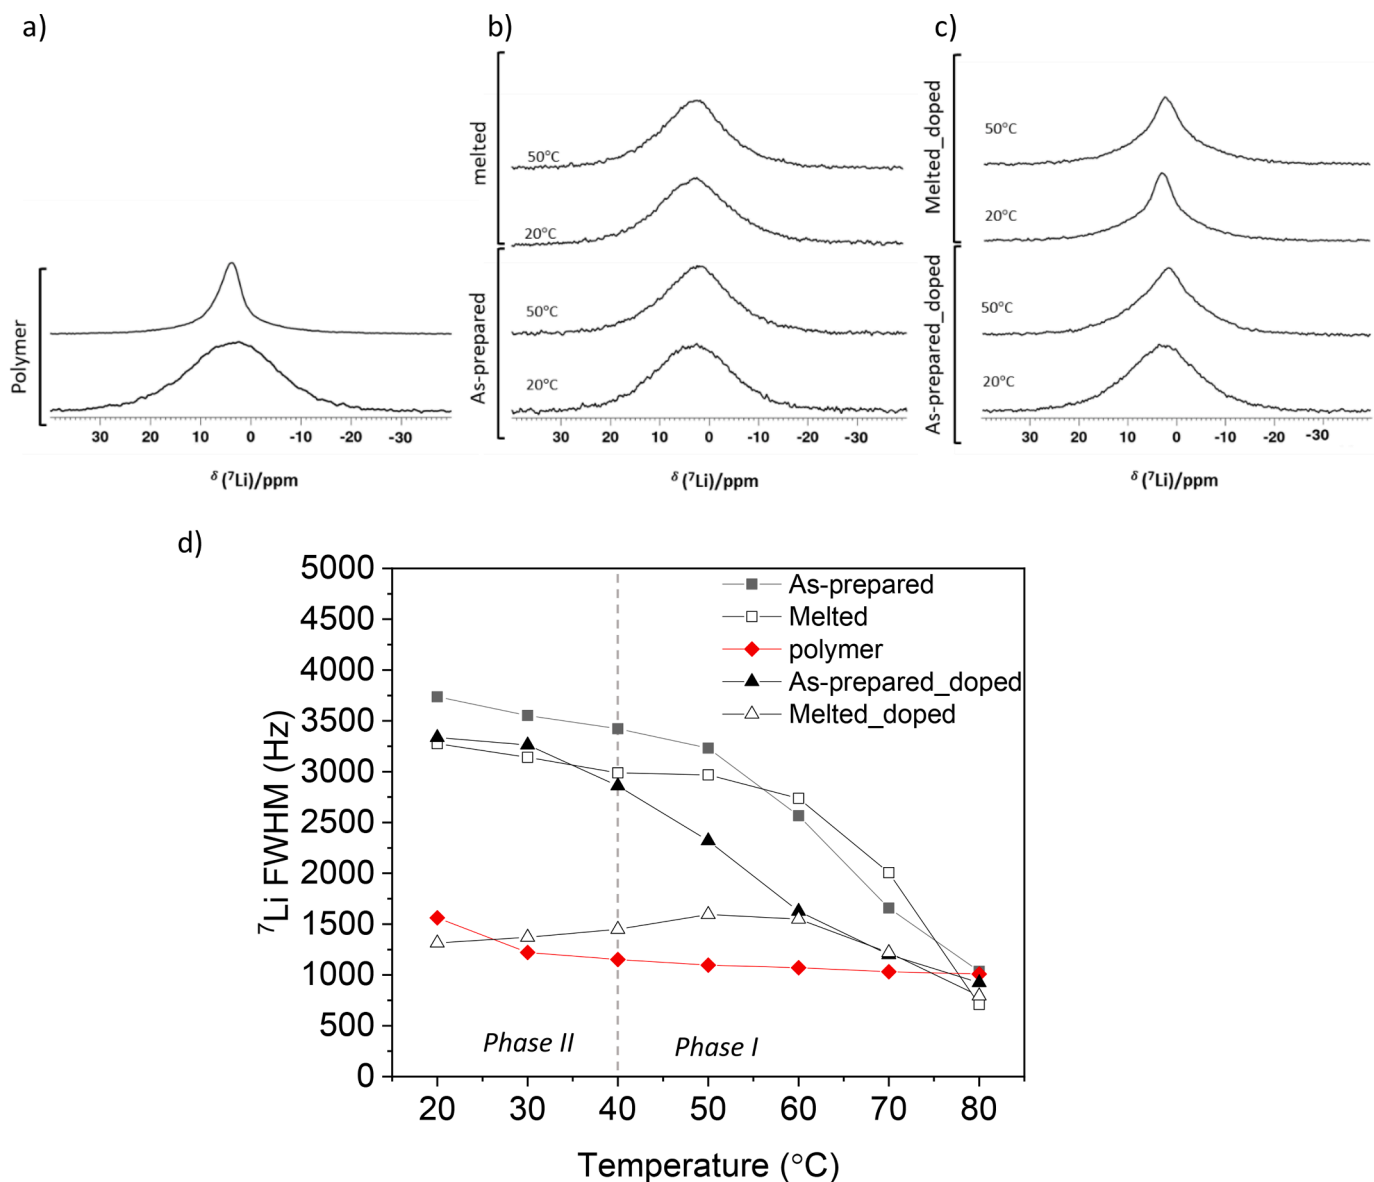 a)
b)
c)
Polymer
30 20 10 0 -10 -20 -30
δ (⁷Li)/ppm
melted
50°C
20°C
As-prepared
50°C
20°C
30 20 10 0 -10 -20 -30
δ (⁷Li)/ppm
Melted_doped
50°C
20°C
As-prepared_doped
50°C
20°C
30 20 10 0 -10 -20 -30
δ (⁷Li)/ppm
d)
⁷Li FWHM (Hz)
5000
4500
4000
3500
3000
2500
2000
1500
1000
500
0
As-prepared
Melted
polymer
As-prepared_doped
Melted_doped
Phase II
Phase I
20 30 40 50 60 70 80
Temperature (°C)